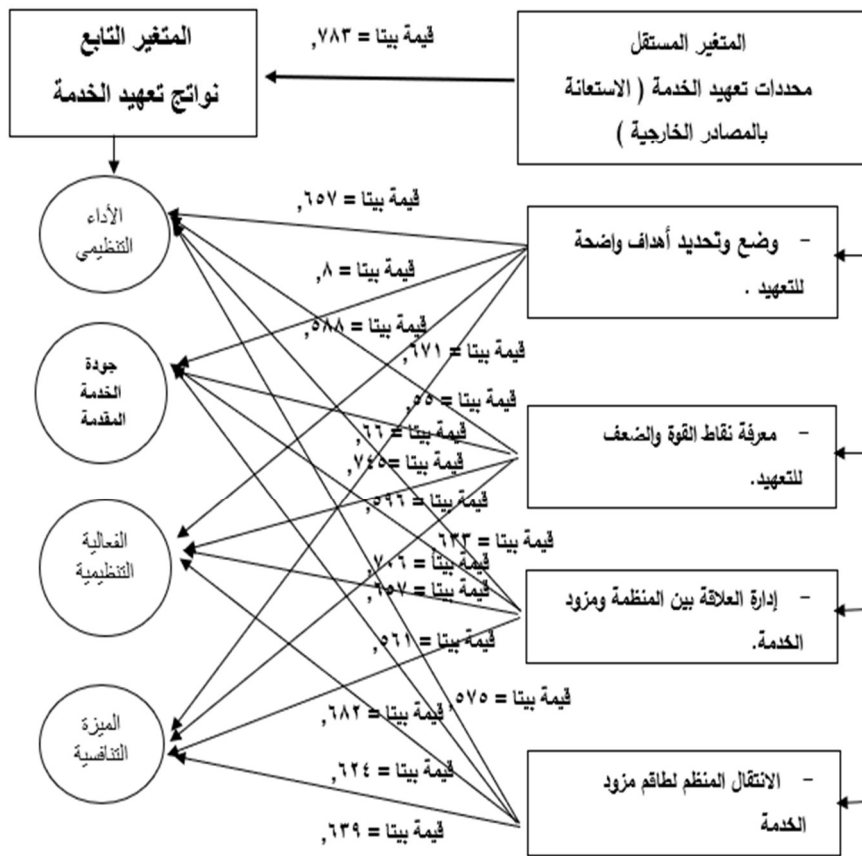 المتغير المستقل
محددات تعهيد الخدمة ( الاستعانة
بالمصادر الخارجية )
قيمة بيتا = ٧٨٣,
المتغير التابع
نواتج تعهيد الخدمة
- وضع وتحديد أهداف واضحة
للتعهيد .
- معرفة نقاط القوة والضعف
للتعهيد.
- إدارة العلاقة بين المنظمة ومزود
الخدمة.
- الانتقال المنظم لطاقم مزود
الخدمة
قيمة بيتا = ٦٥٧,
قيمة بيتا = ٨,
قيمة بيتا = ٥٨٨,
قيمة بيتا = ٦٧١,
قيمة بيتا = ٥٥,
قيمة بيتا = ٦٦,
قيمة بيتا =٧٤٥,
قيمة بيتا = ٥٩٦,
قيمة بيتا = ٦٣٣,
قيمة بيتا = ٧٠٦,
قيمة بيتا = ٦٥٧,
قيمة بيتا = ٥٦١,
قيمة بيتا = ٥٧٥,
قيمة بيتا = ٦٨٢,
قيمة بيتا = ٦٢٤,
قيمة بيتا = ٦٣٩,
الأداء
التنظيمى
جودة
الخدمة
المقدمة
الفعالية
التنظيمية
الميزة
التنافسية